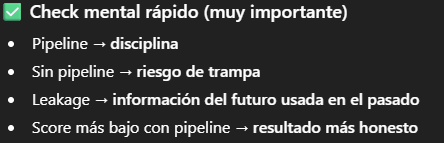 ✅ Check mental rápido (muy importante)
• Pipeline → disciplina
• Sin pipeline → riesgo de trampa
• Leakage → información del futuro usada en el pasado
• Score más bajo con pipeline → resultado más honesto